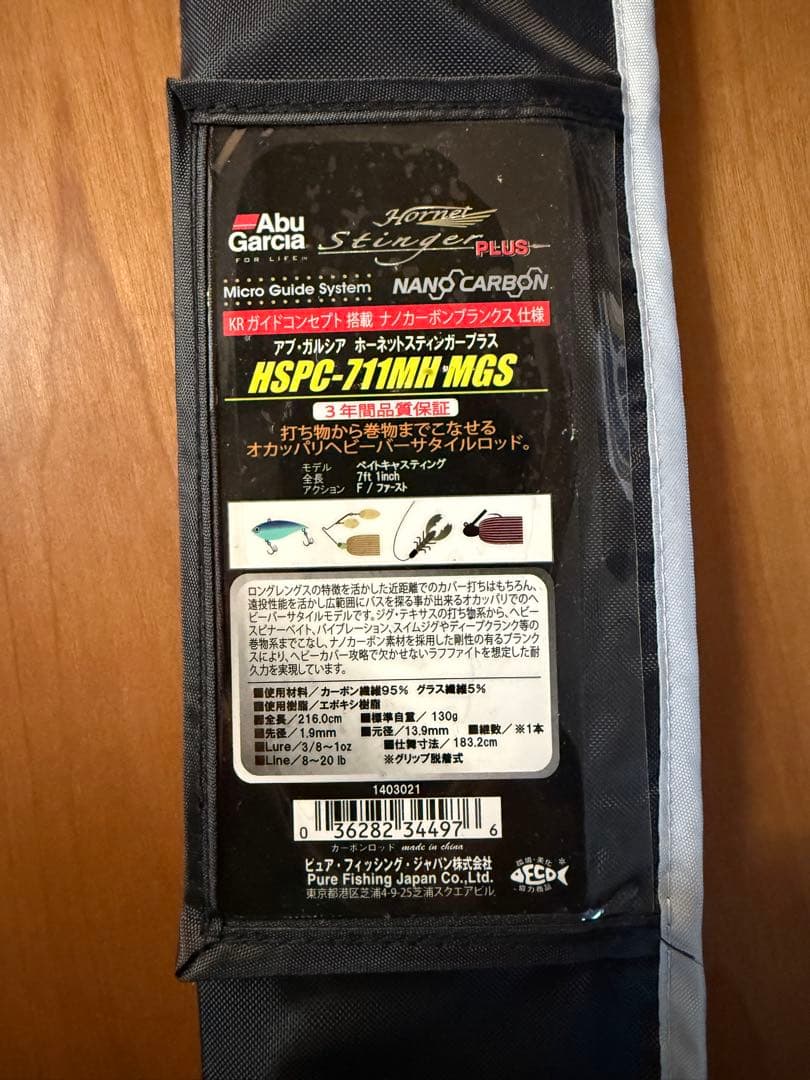 Abu
Garcia
FOR LIFE™
Hornet
Stinger PLUS
Micro Guide System
NANO CARBON
KRガイドコンセプト 搭載 ナノカーボンブランクス 仕様
アブ・ガルシア ホーネットスティンガープラス
HSPC-711MH MGS
3年間品質保証
打ち物から巻物までこなせる
オカッパリヘビーバーサタイルロッド。
モデル ベイトキャスティング
全長 7ft 1inch
アクション F / ファースト
ロングレングスの特徴を活かした近距離でのカバー打ちはもちろん、
遠投性能を活かし広範囲にバスを探る事が出来るオカッパリでのヘ
ビーバーサタイルモデルです。ジグ・テキサスの打ち物系から、ヘビー
スピナーベイト、バイブレーション、スイムジグやディープクランク等の
巻物系までこなし、ナノカーボン素材を採用した剛性の有るブランク
スにより、ヘビーカバー攻略で欠かせないラフファイトを想定した耐
久力を実現しています。
■使用材料/カーボン繊維95% グラス繊維5%
■使用樹脂/エポキシ樹脂
■全長/216.0cm ■標準自重/130g
■先径/1.9mm ■元径/13.9mm ■継数/※1本
■Lure/3/8~1oz ■仕舞寸法/183.2cm
■Line/8~20 lb ※グリップ脱着式
1403021
0 36282 34497 6
カーボンロッド made in china
ピュア・フィッシング・ジャパン株式会社
Pure Fishing Japan Co.,Ltd.
東京都港区芝浦4-9-25芝浦スクエアビル
環境・美化
ECO
協力商品